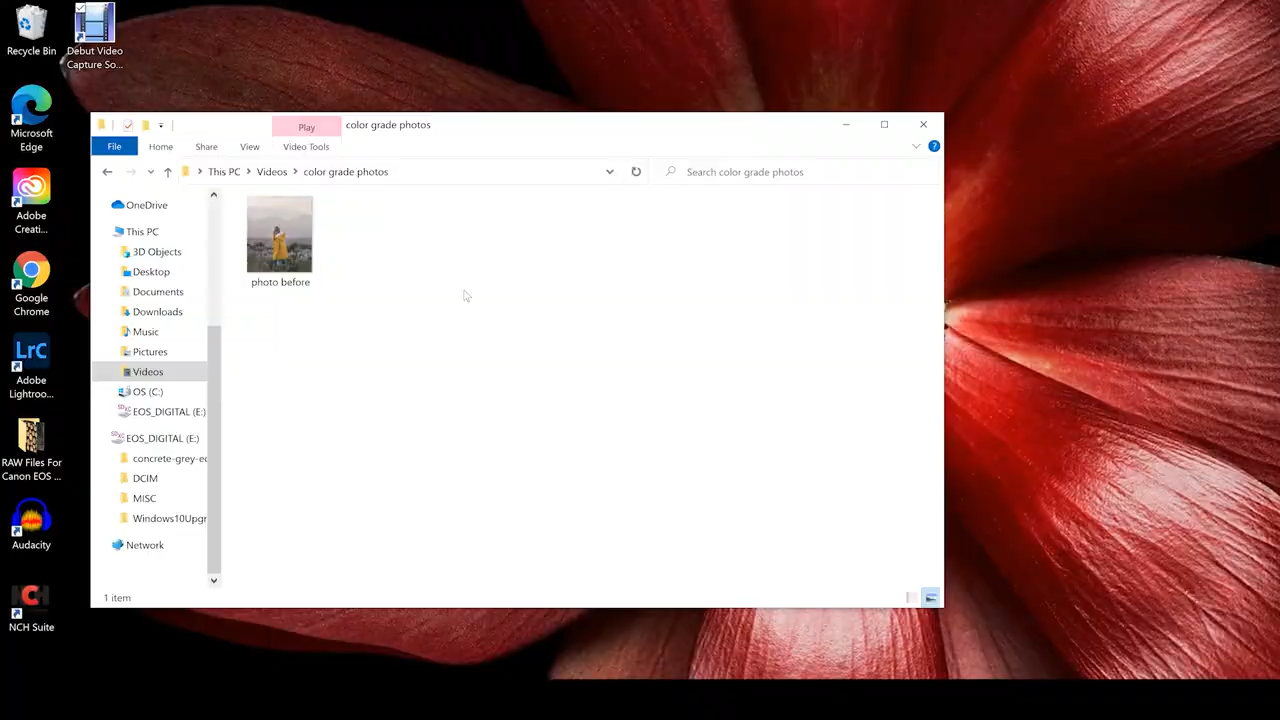 Recycle Bin
Debut Video
Capture So...
Microsoft
Edge
Adobe
Creati...
Google
Chrome
Lrc
Adobe
Lightroo...
RAW Files For
Canon EOS ...
Audacity
NCH
NCH Suite
Play
color grade photos
File
Home
Share
View
Video Tools
This PC
Videos
color grade photos
Search color grade photos
OneDrive
This PC
3D Objects
Desktop
Documents
Downloads
Music
Pictures
Videos
OS (C:)
EOS_DIGITAL (E:)
EOS_DIGITAL (E:)
concrete-grey-ec
DCIM
MISC
Windows10Upgr
Network
photo before
1 item